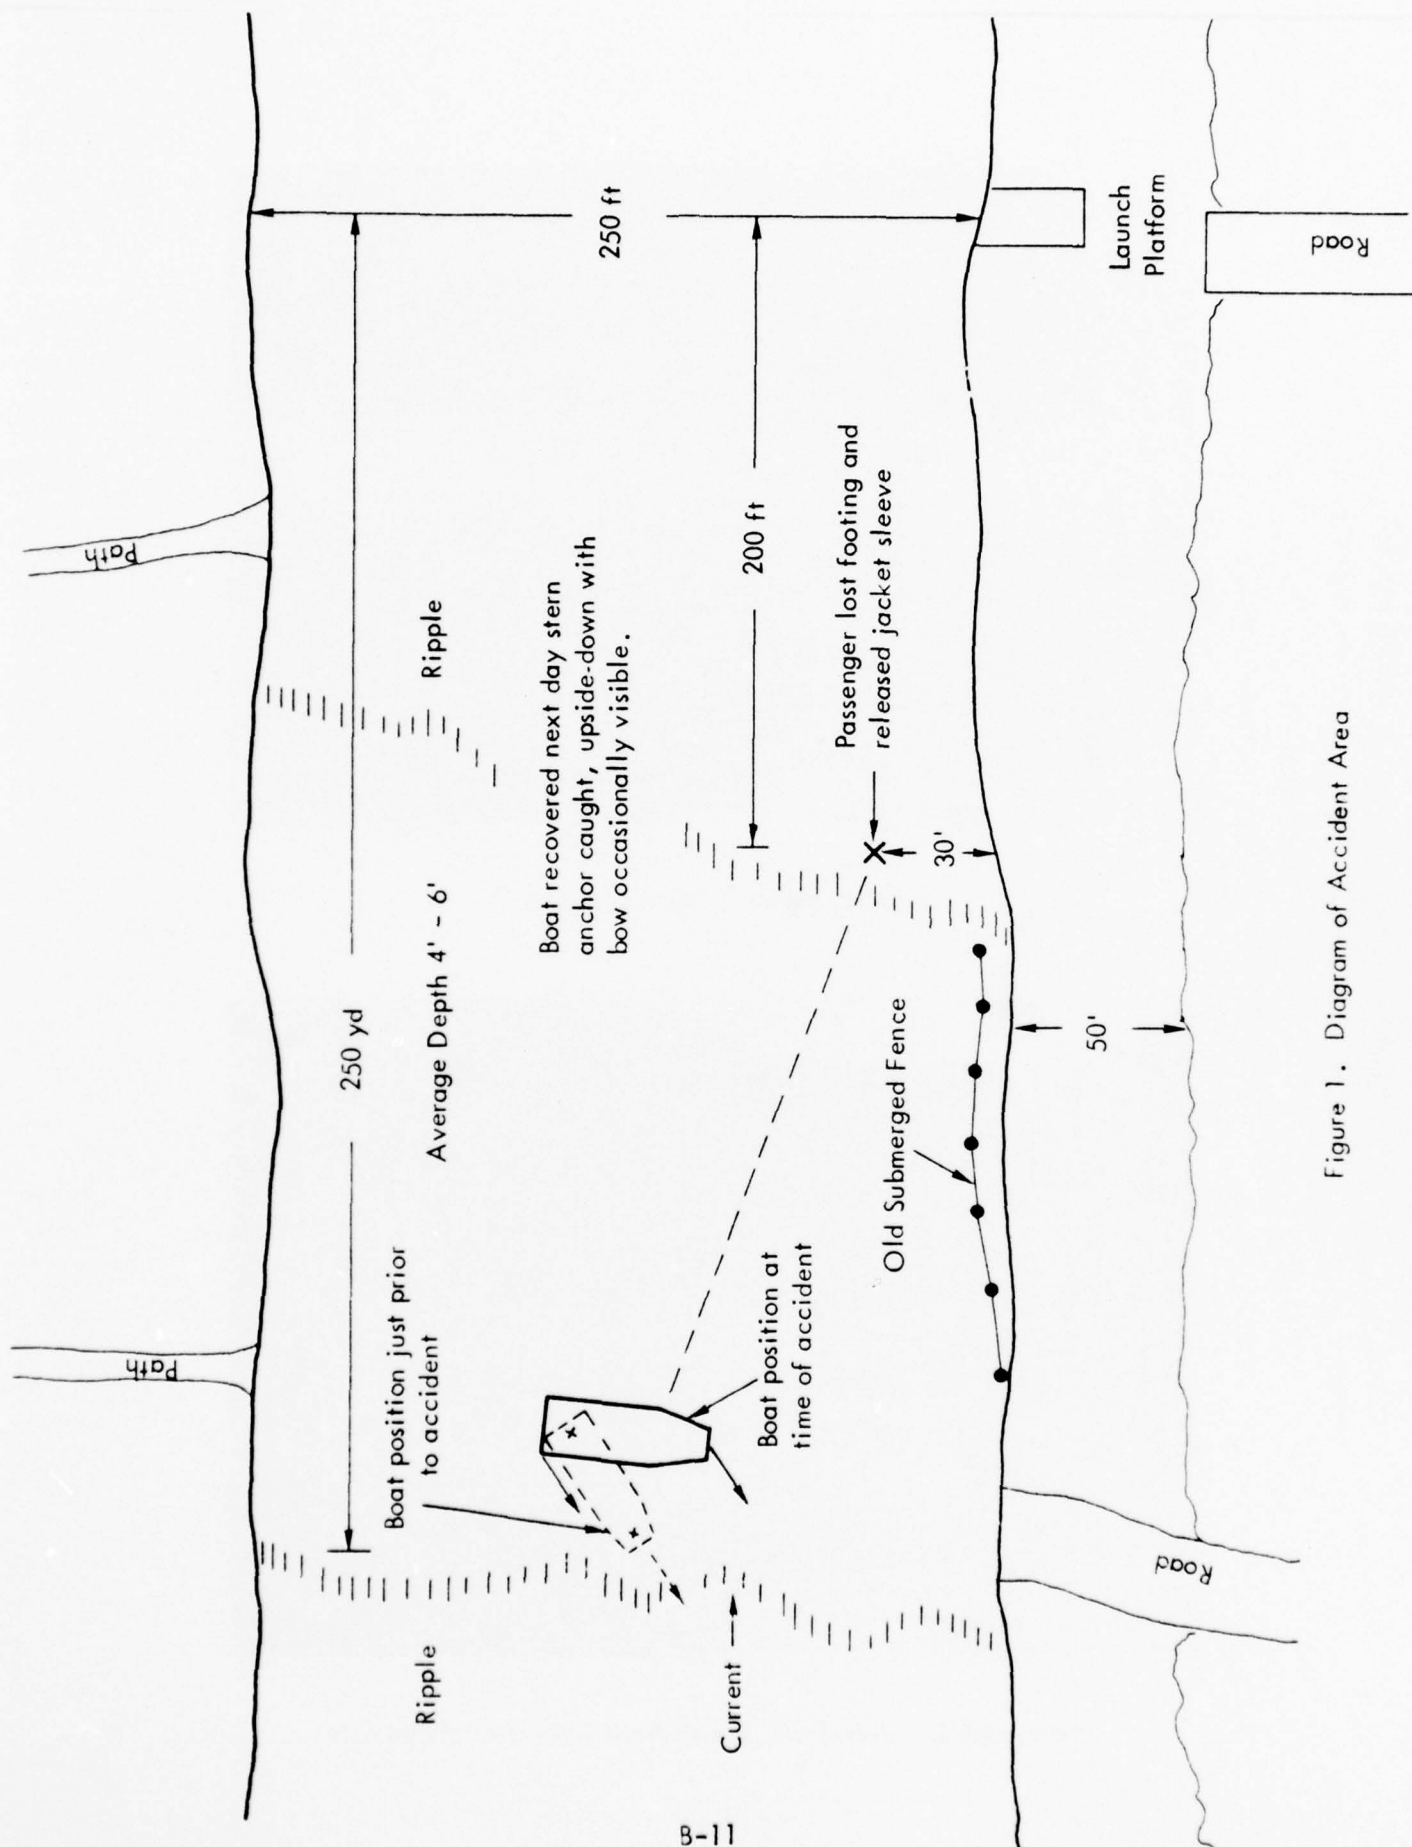 Path
Path
Ripple
Ripple
250 yd
Average Depth 4' - 6'
250 ft
Boat position just prior
to accident
Boat recovered next day stern
anchor caught, upside-down with
bow occasionally visible.
200 ft
Current
Boat position at
time of accident
Passenger lost footing and
released jacket sleeve
Old Submerged Fence
30'
50'
Launch
Platform
Road
Road
Figure 1. Diagram of Accident Area
B-11